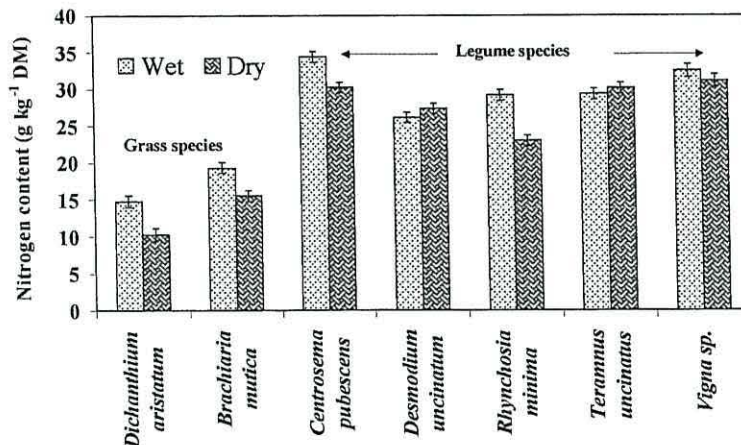 Nitrogen content (g kg⁻¹ DM)
40
35
30
25
20
15
10
5
0
Wet Dry
Legume species
Grass species
Dichanthium
aristatum
Brachiaria
mutica
Centrosema
pubescens
Desmodium
uncinatum
Rhynchosia
minima
Teramnus
uncinatus
Vigna sp.